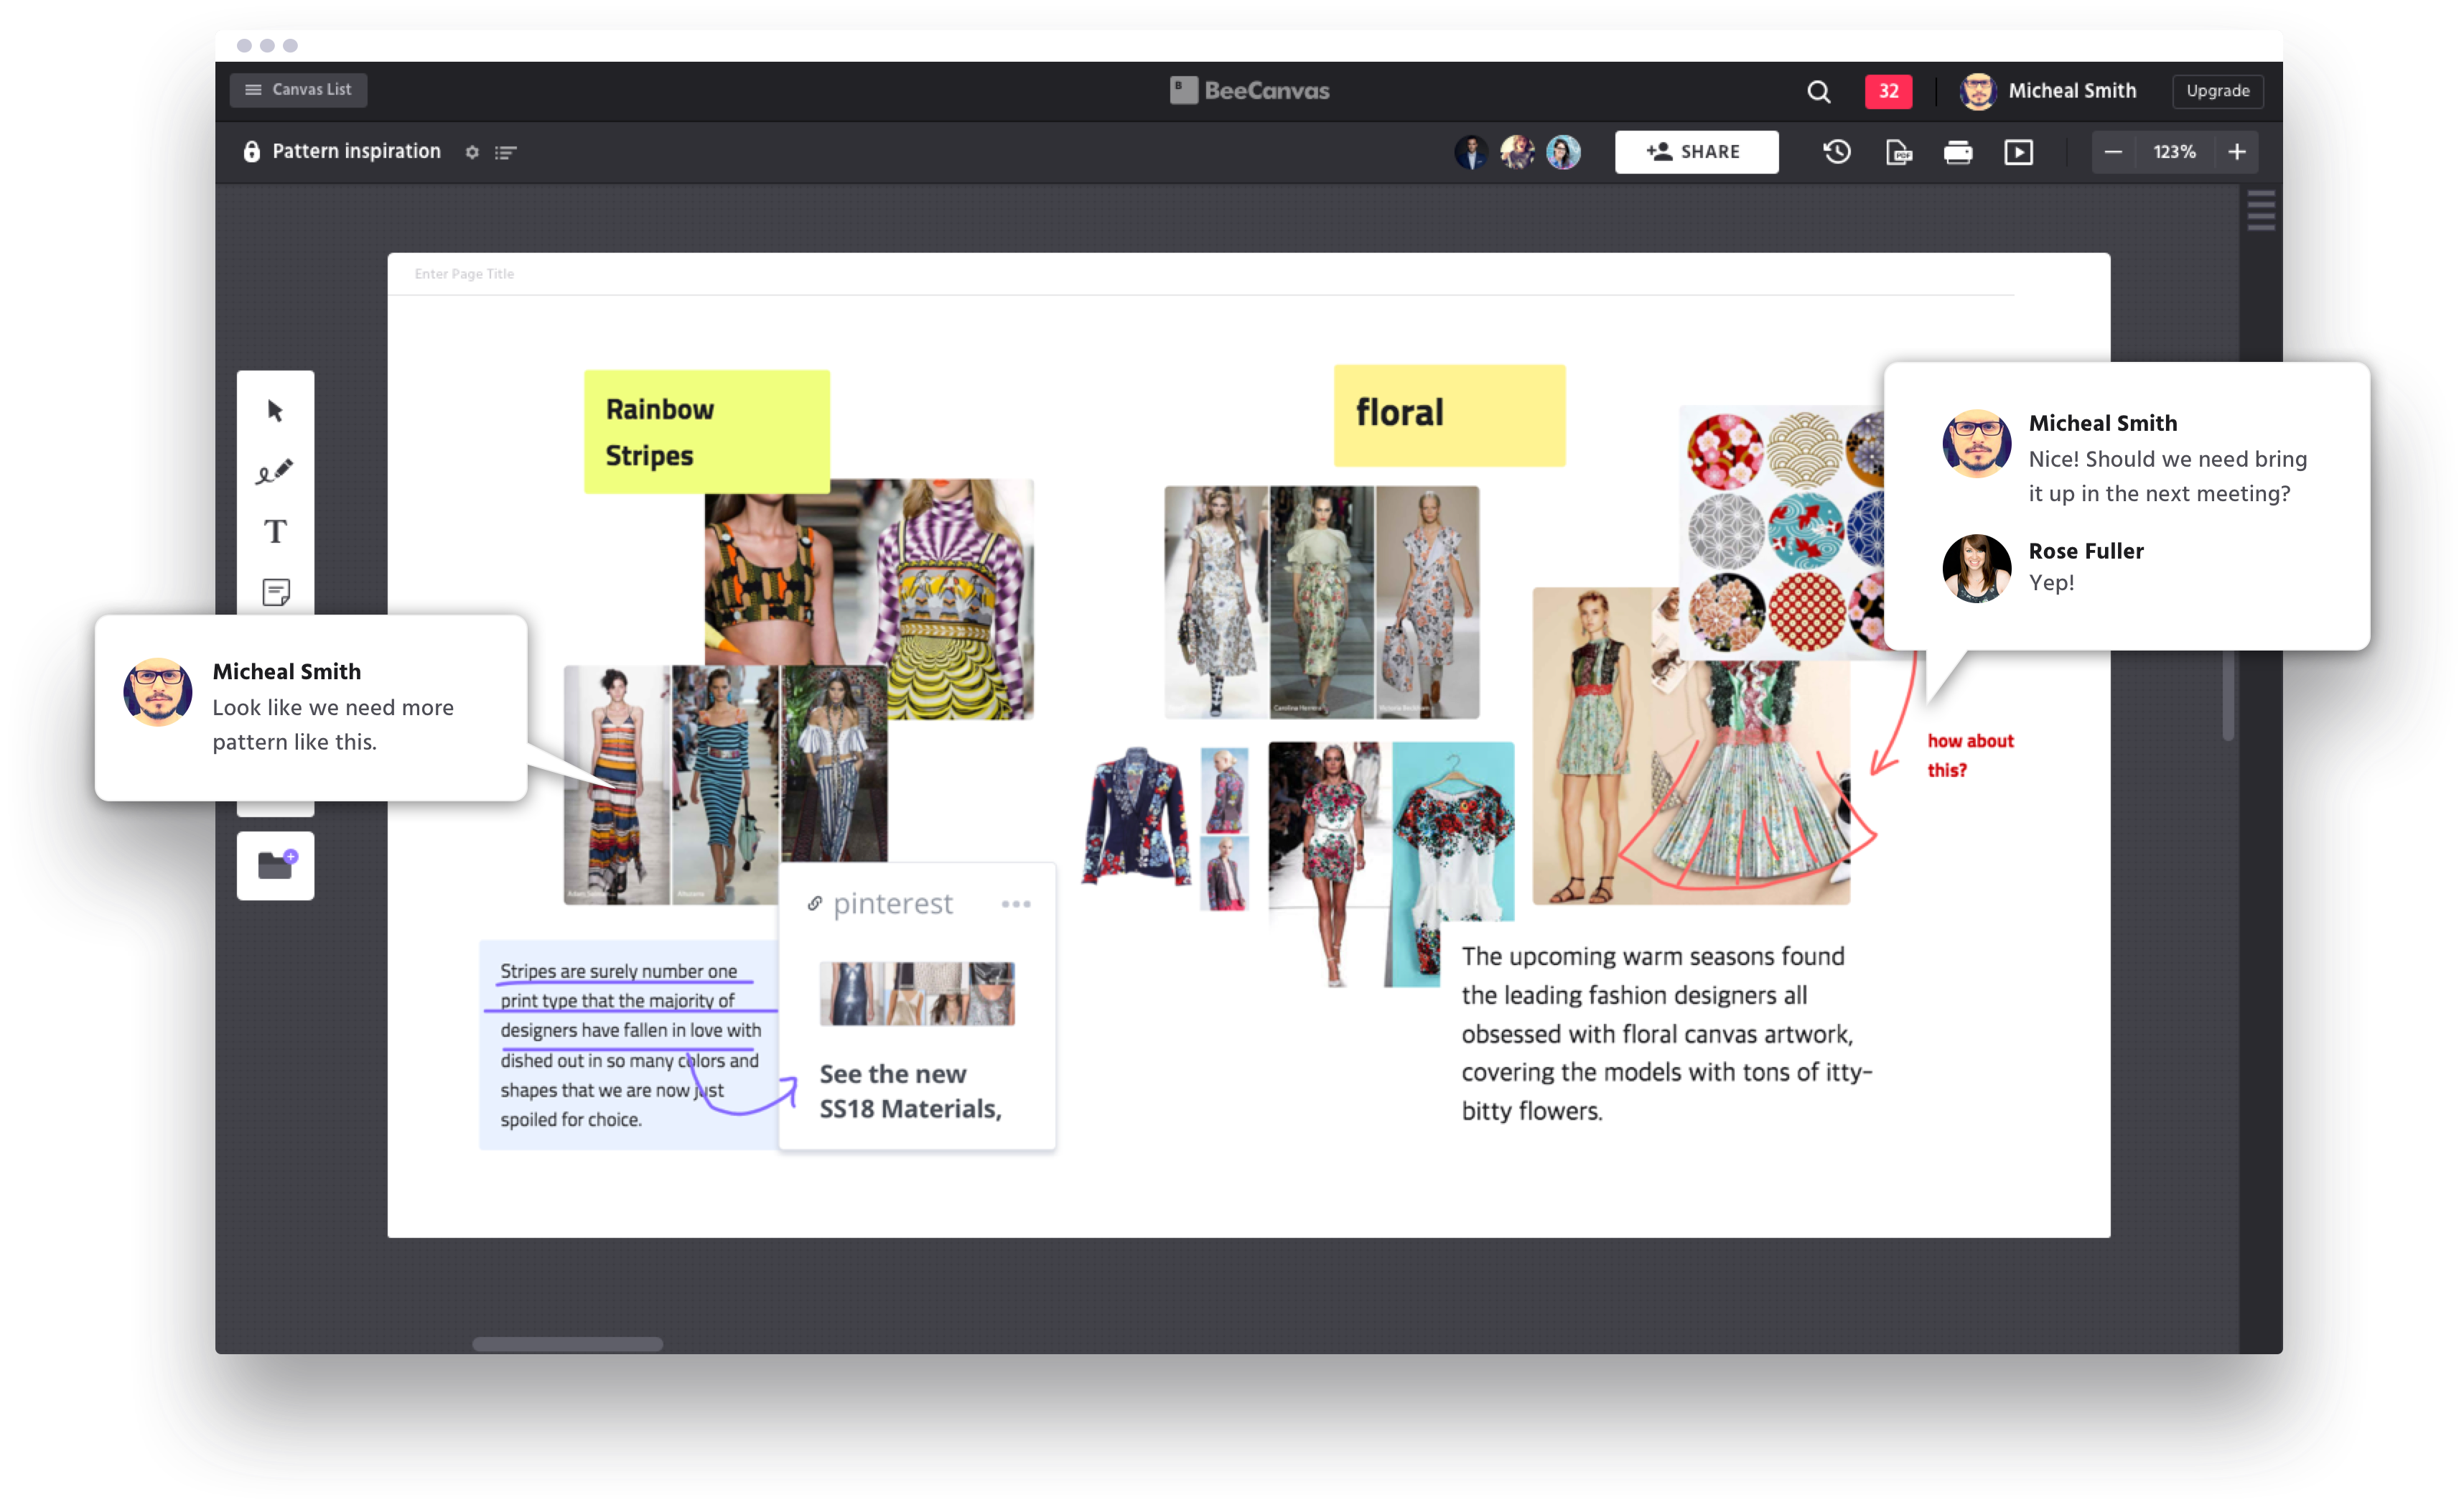 Canvas List
B
BeeCanvas
32
Micheal Smith
Upgrade
Pattern inspiration
SHARE
PDF
123%
Enter Page Title
Rainbow
Stripes
floral
Micheal Smith
Nice! Should we need bring
it up in the next meeting?
Rose Fuller
Yep!
T
Micheal Smith
Look like we need more
pattern like this.
Carolina Herrera
Victoria Beckham
how about
this?
pinterest
See the new
SS18 Materials,
Stripes are surely number one
print type that the majority of
designers have fallen in love with
dished out in so many colors and
shapes that we are now just
spoiled for choice.
The upcoming warm seasons found
the leading fashion designers all
obsessed with floral canvas artwork,
covering the models with tons of itty-
bitty flowers.